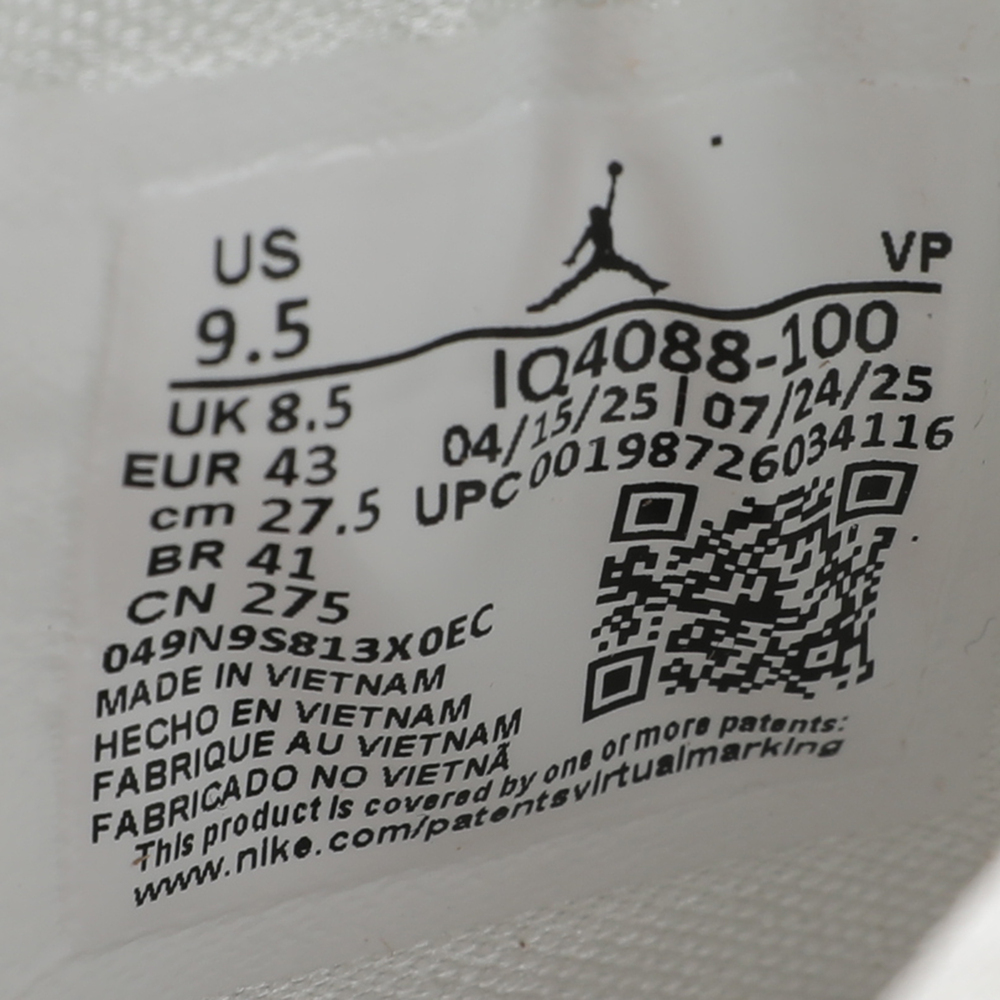 US
9.5
VP
UK 8.5
EUR 43
cm 27.5
BR 41
CN 275
IQ4088-100
04/15/25 | 07/24/25
UPC 00198726034116
049N9S813X0EC
MADE IN VIETNAM
HECHO EN VIETNAM
FABRIQUE AU VIETNAM
FABRICADO NO VIETNÃ
This product is covered by one or more patents:
www.nike.com/patentsvirtualmarking